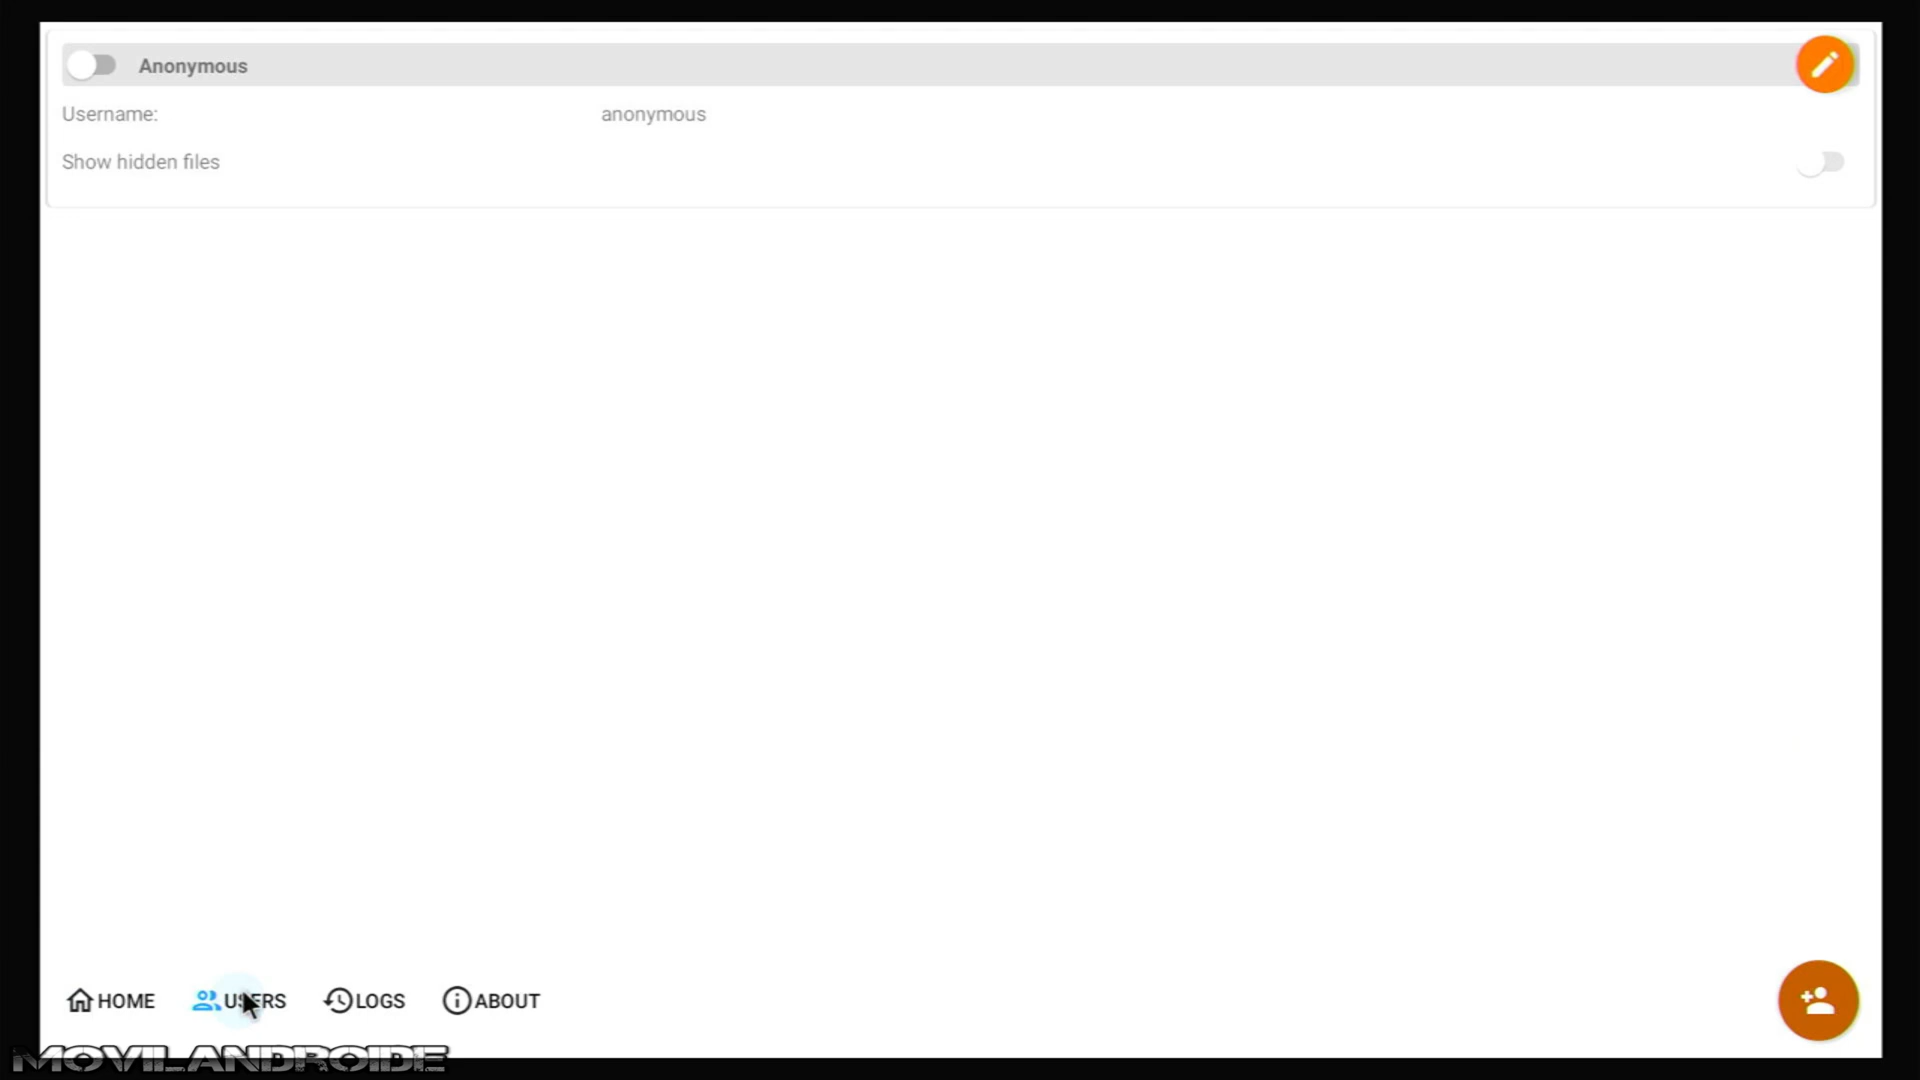 Anonymous
Username: anonymous
Show hidden files
HOME USERS LOGS ABOUT
MOVILANDROIDE